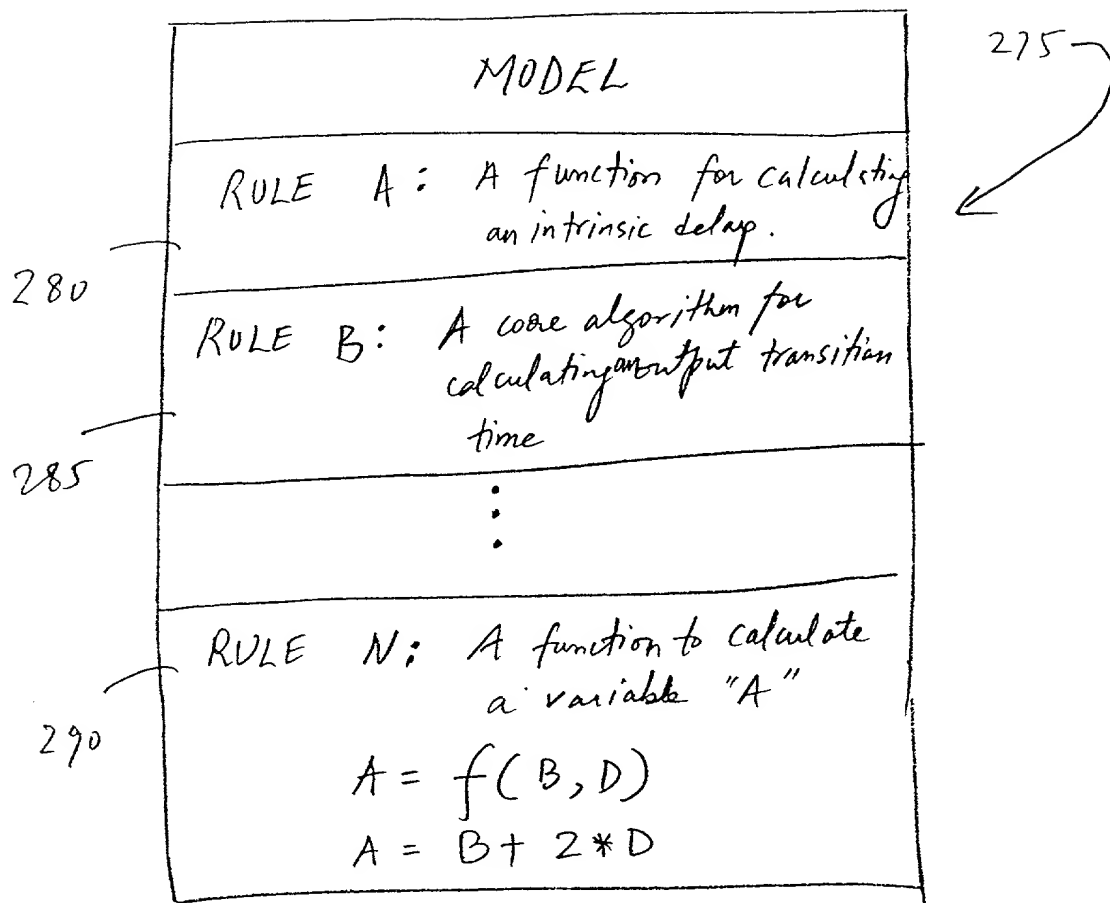 MODEL
275
RULE A: A function for calculating
an intrinsic delay.
280
RULE B: A core algorithm for
calculating an output transition
time
285
RULE N: A function to calculate
a variable "A"
290
A = f(B, D)
A = B + 2 * D